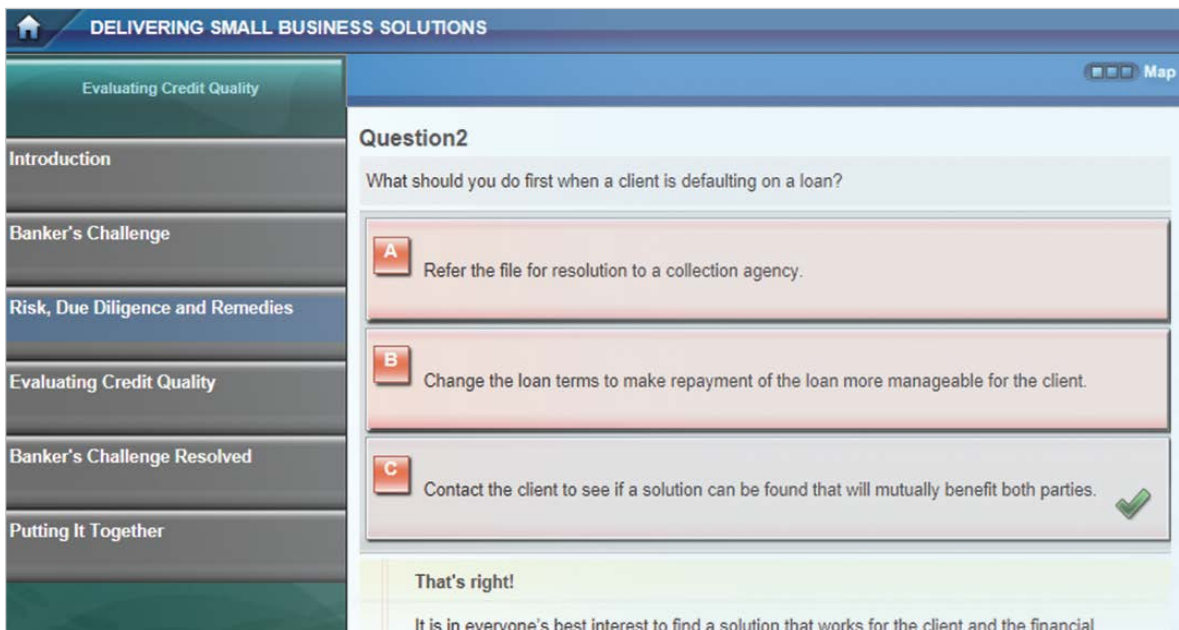 DELIVERING SMALL BUSINESS SOLUTIONS
Evaluating Credit Quality
Map
Introduction
Banker's Challenge
Risk, Due Diligence and Remedies
Evaluating Credit Quality
Banker's Challenge Resolved
Putting It Together
Question2
What should you do first when a client is defaulting on a loan?
A
Refer the file for resolution to a collection agency.
B
Change the loan terms to make repayment of the loan more manageable for the client.
C
Contact the client to see if a solution can be found that will mutually benefit both parties.
That's right!
It is in everyone's best interest to find a solution that works for the client and the financial